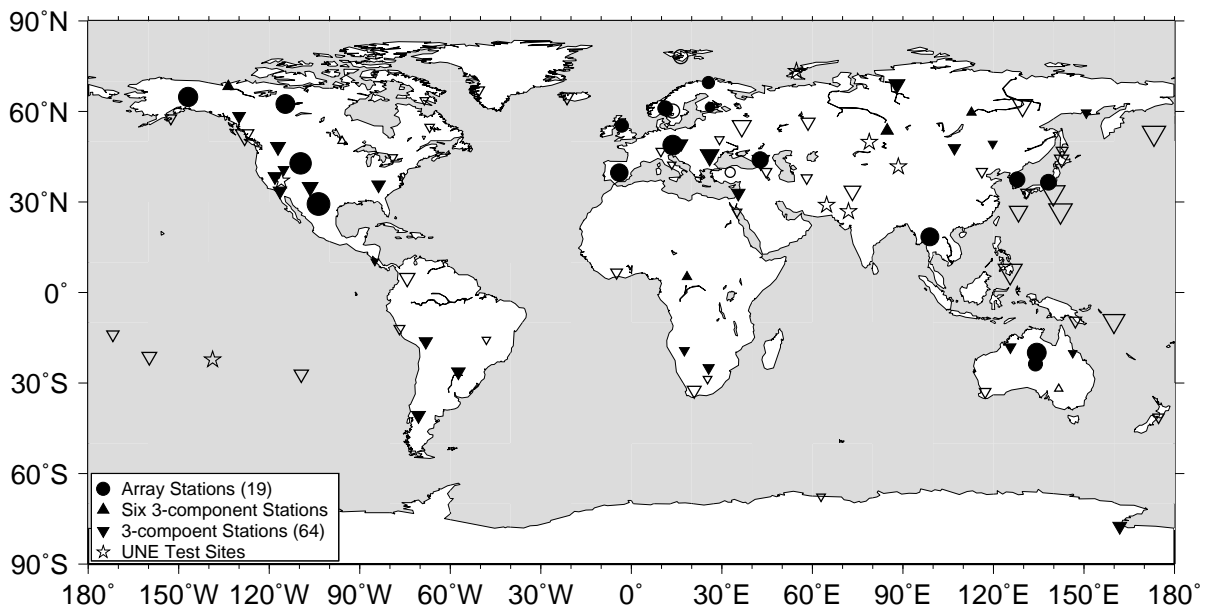 90˚N
60˚N
30˚N
0˚
30˚S
60˚S
90˚S
Array Stations (19)
Six 3-component Stations
3-compoent Stations (64)
UNE Test Sites
180 150˚W 120˚W 90˚W 60˚W 30˚W 0˚ 30˚E 60˚E 90˚E 120˚E 150˚E 180